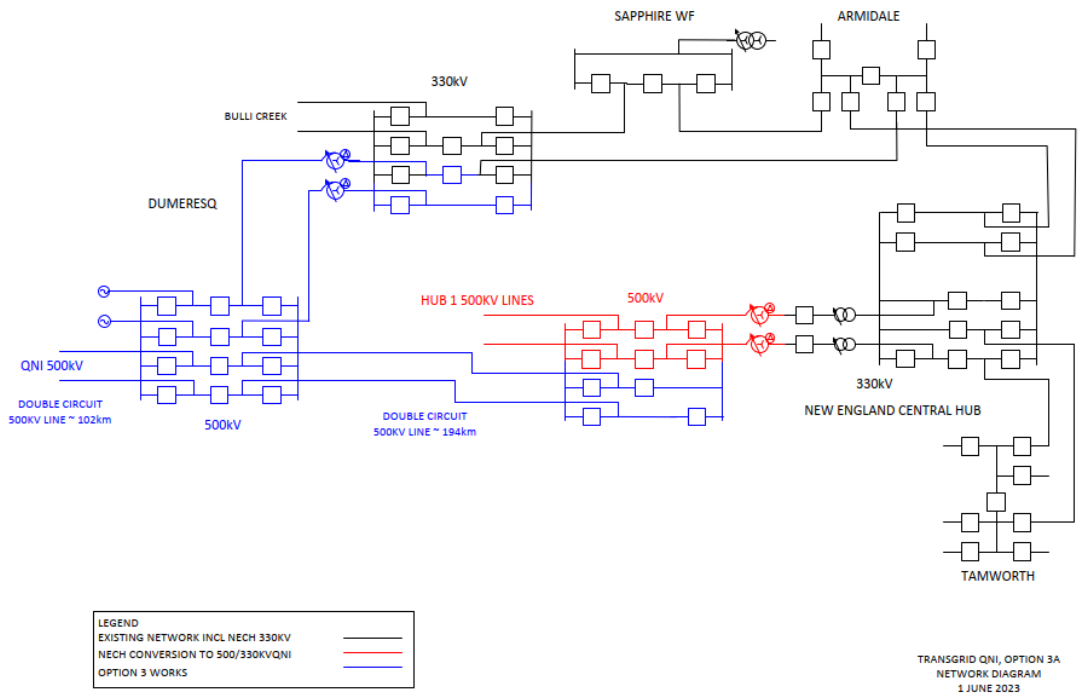 SAPPHIRE WF
ARMIDALE
330kV
BULLI CREEK
DUMERESQ
HUB 1 500KV LINES
500kV
QNI 500kV
330kV
NEW ENGLAND CENTRAL HUB
DOUBLE CIRCUIT
500KV LINE ~ 102km
500kV
DOUBLE CIRCUIT
500KV LINE ~ 194km
TAMWORTH
LEGEND
EXISTING NETWORK INCL NECH 330KV
NECH CONVERSION TO 500/330KVQNI
OPTION 3 WORKS
TRANSGRID QNI, OPTION 3A
NETWORK DIAGRAM
1 JUNE 2023